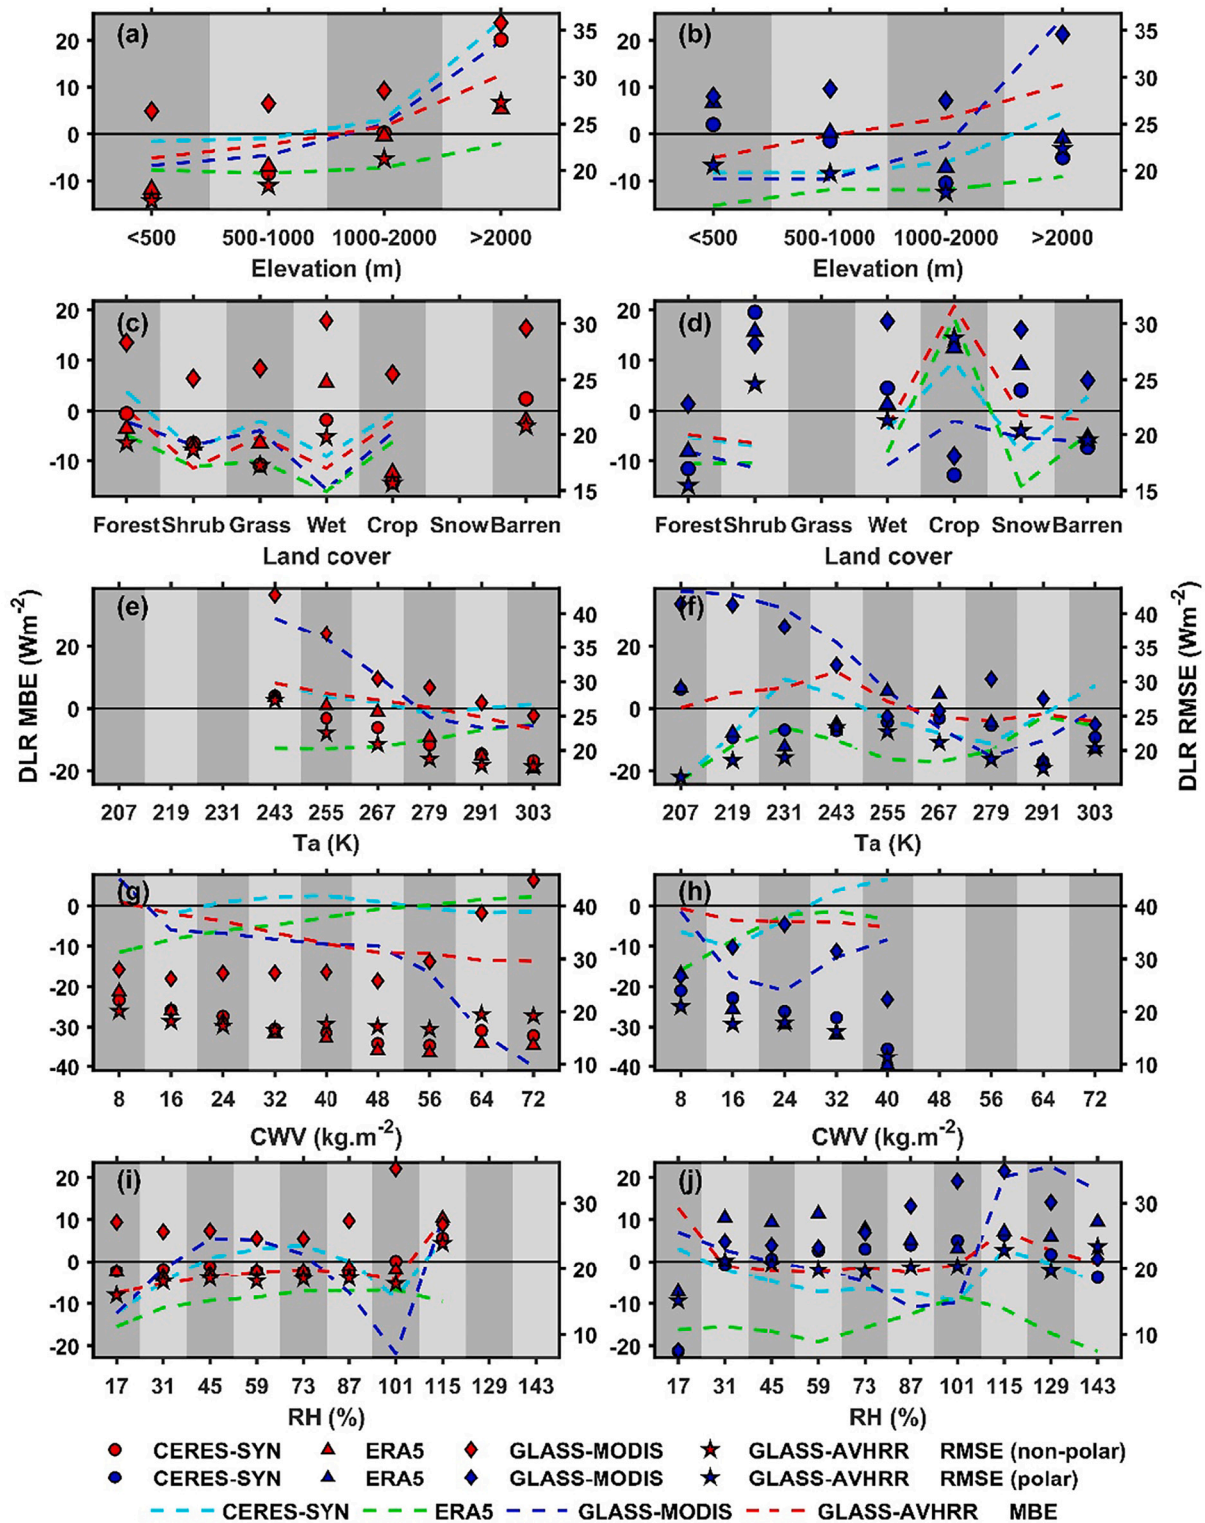 (a)
20
10
0
-10
35
30
25
20
<500
500-1000
1000-2000
>2000
Elevation (m)
(b)
20
10
0
-10
35
30
25
20
<500
500-1000
1000-2000
>2000
Elevation (m)
(c)
20
10
0
-10
30
25
20
15
Forest Shrub Grass Wet Crop Snow Barren
Land cover
(d)
20
10
0
-10
30
25
20
15
Forest Shrub Grass Wet Crop Snow Barren
Land cover
DLR MBE (Wm-2)
DLR RMSE (Wm-2)
(e)
20
0
-20
40
35
30
25
20
207 219 231 243 255 267 279 291 303
Ta (K)
(f)
20
0
-20
40
35
30
25
20
207 219 231 243 255 267 279 291 303
Ta (K)
(g)
0
-10
-20
-30
-40
40
30
20
10
8 16 24 32 40 48 56 64 72
CWV (kg.m-2)
(h)
0
-10
-20
-30
-40
40
30
20
10
8 16 24 32 40 48 56 64 72
CWV (kg.m-2)
(i)
20
10
0
-10
-20
30
20
10
17 31 45 59 73 87 101 115 129 143
RH (%)
(j)
20
10
0
-10
-20
30
20
10
17 31 45 59 73 87 101 115 129 143
RH (%)
CERES-SYN ERA5 GLASS-MODIS GLASS-AVHRR RMSE (non-polar)
CERES-SYN ERA5 GLASS-MODIS GLASS-AVHRR RMSE (polar)
CERES-SYN ERA5 GLASS-MODIS GLASS-AVHRR MBE